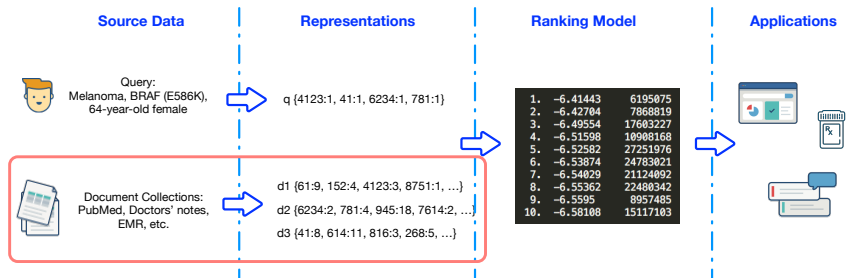 Source Data
Representations
Ranking Model
Applications
Query:
Melanoma, BRAF (E586K),
64-year-old female
q {4123:1, 41:1, 6234:1, 781:1}
Document Collections:
PubMed, Doctors' notes,
EMR, etc.
d1 {61:9, 152:4, 4123:3, 8751:1, …}
d2 {6234:2, 781:4, 945:18, 7614:2, …}
d3 {41:8, 614:11, 816:3, 268:5, …}
1. -6.41443 6195075
2. -6.42704 7868819
3. -6.49554 17603227
4. -6.51598 10908168
5. -6.52582 27251976
6. -6.53874 24783021
7. -6.54029 21124092
8. -6.55362 22480342
9. -6.5595 8957485
10. -6.58108 15117103
Rx